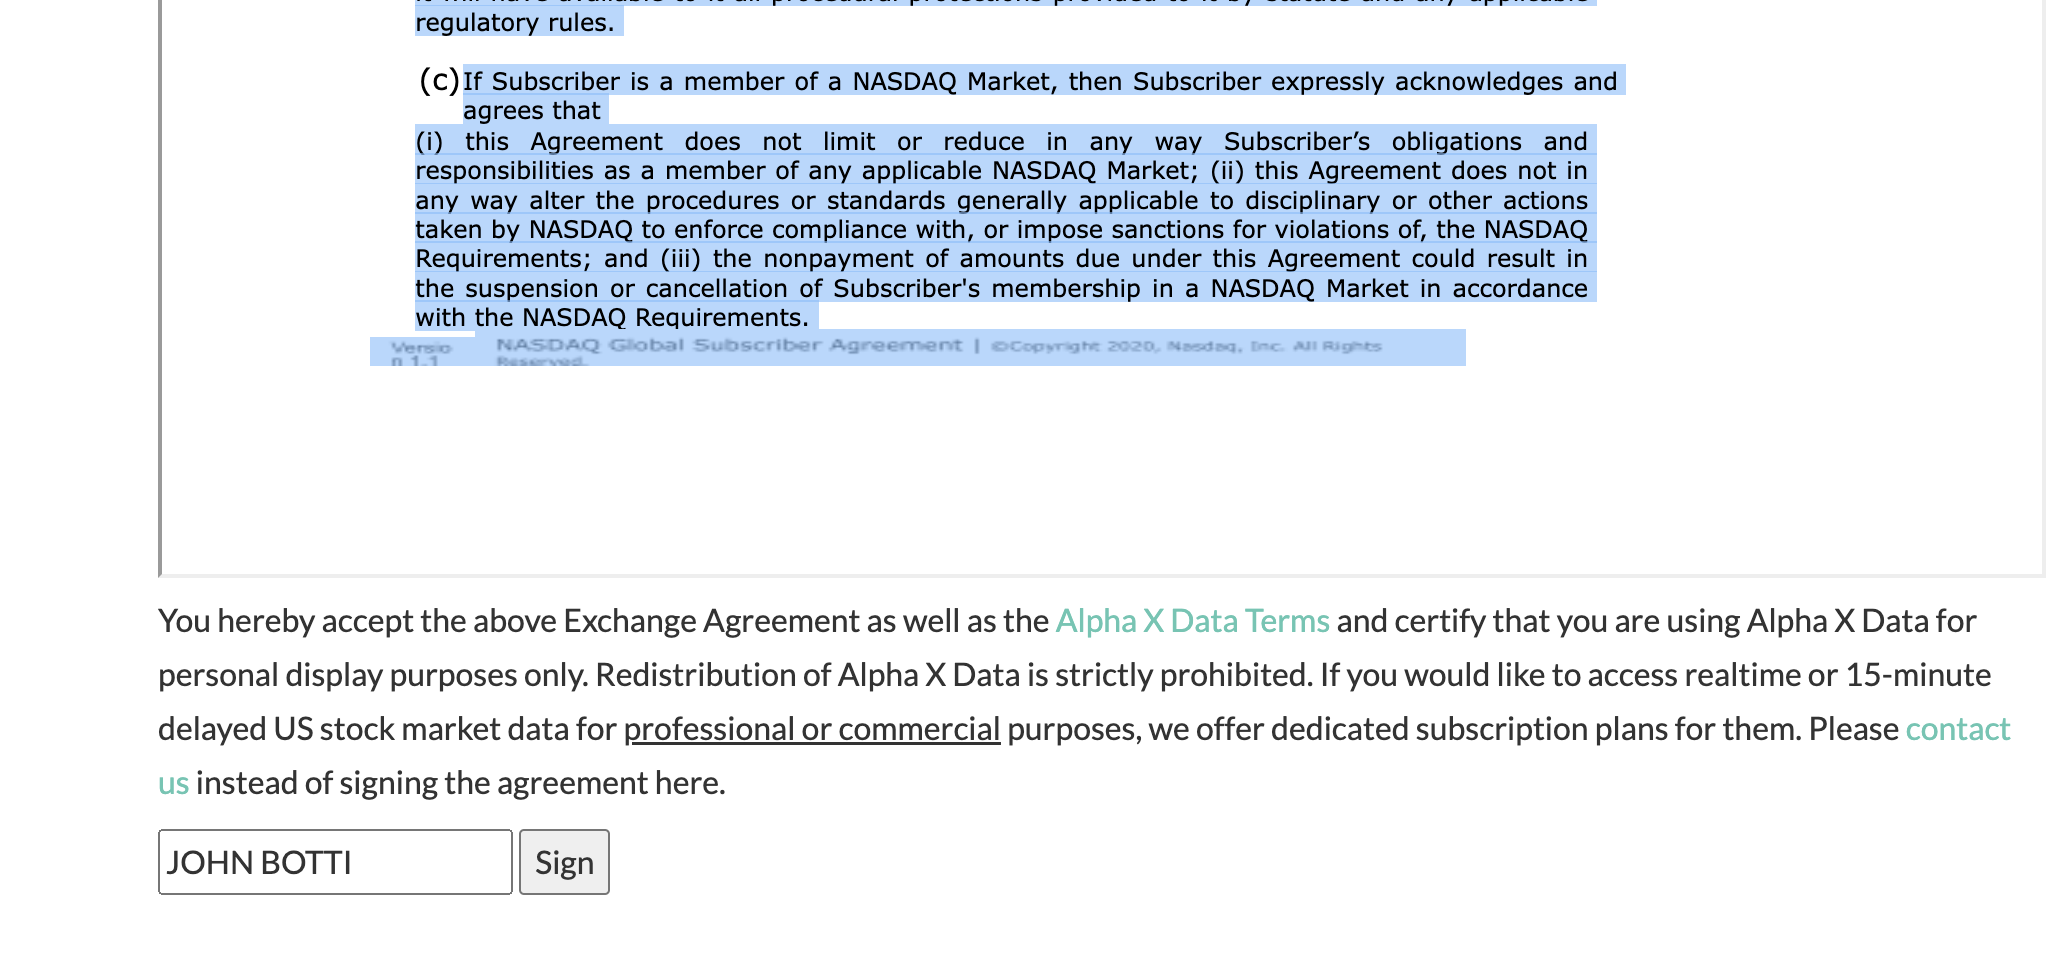 regulatory rules.
(c) If Subscriber is a member of a NASDAQ Market, then Subscriber expressly acknowledges and
agrees that
(i) this Agreement does not limit or reduce in any way Subscriber’s obligations and
responsibilities as a member of any applicable NASDAQ Market; (ii) this Agreement does not in
any way alter the procedures or standards generally applicable to disciplinary or other actions
taken by NASDAQ to enforce compliance with, or impose sanctions for violations of, the NASDAQ
Requirements; and (iii) the nonpayment of amounts due under this Agreement could result in
the suspension or cancellation of Subscriber's membership in a NASDAQ Market in accordance
with the NASDAQ Requirements.
Versio NASDAQ Global Subscriber Agreement | ©Copyright 2020, Nasdaq, Inc. All Rights
n 1.1 Reserved.
You hereby accept the above Exchange Agreement as well as the Alpha X Data Terms and certify that you are using Alpha X Data for
personal display purposes only. Redistribution of Alpha X Data is strictly prohibited. If you would like to access realtime or 15-minute
delayed US stock market data for professional or commercial purposes, we offer dedicated subscription plans for them. Please contact
us instead of signing the agreement here.
JOHN BOTTI Sign